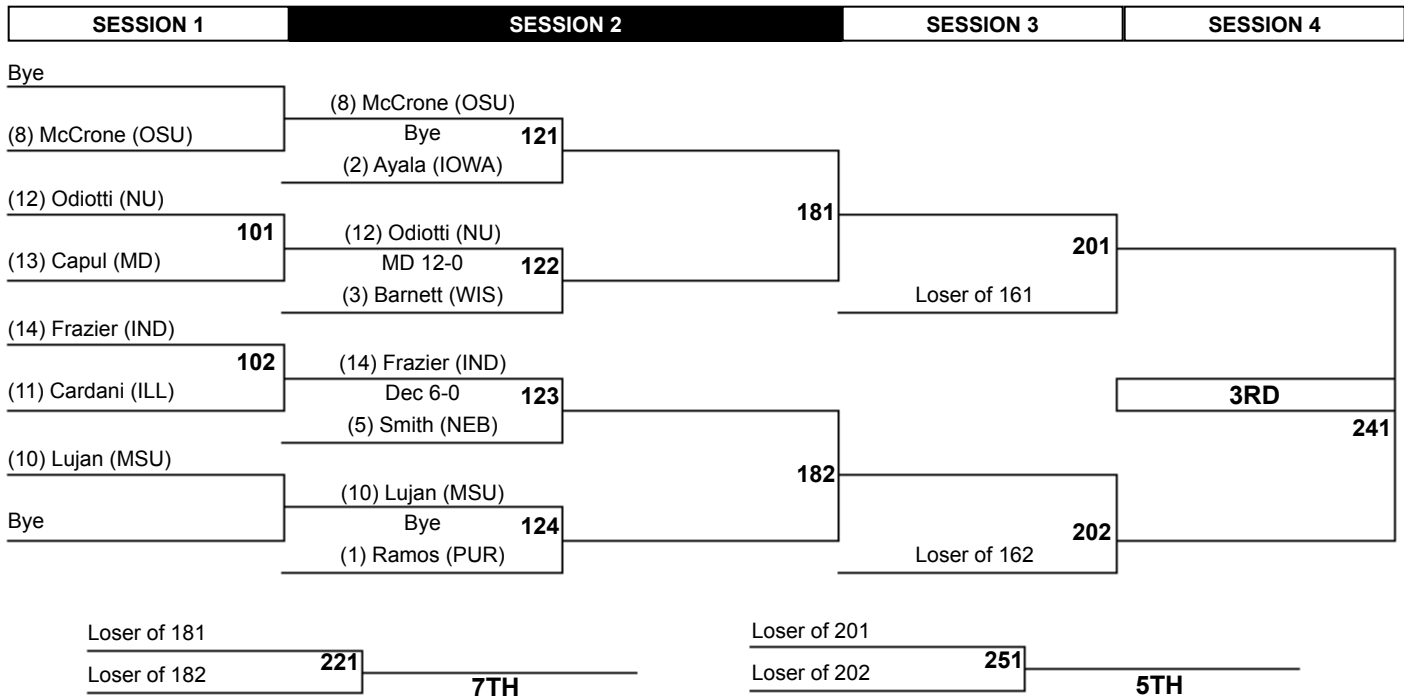 SESSION 1
SESSION 2
SESSION 3
SESSION 4
Bye
(8) McCrone (OSU)
(12) Odiotti (NU)
101
(13) Capul (MD)
(14) Frazier (IND)
102
(11) Cardani (ILL)
(10) Lujan (MSU)
Bye
(8) McCrone (OSU)
Bye
121
(2) Ayala (IOWA)
(12) Odiotti (NU)
MD 12-0
122
(3) Barnett (WIS)
(14) Frazier (IND)
Dec 6-0
123
(5) Smith (NEB)
(10) Lujan (MSU)
Bye
124
(1) Ramos (PUR)
181
182
201
Loser of 161
202
Loser of 162
3RD
241
Loser of 181
221
Loser of 182
7TH
Loser of 201
251
Loser of 202
5TH